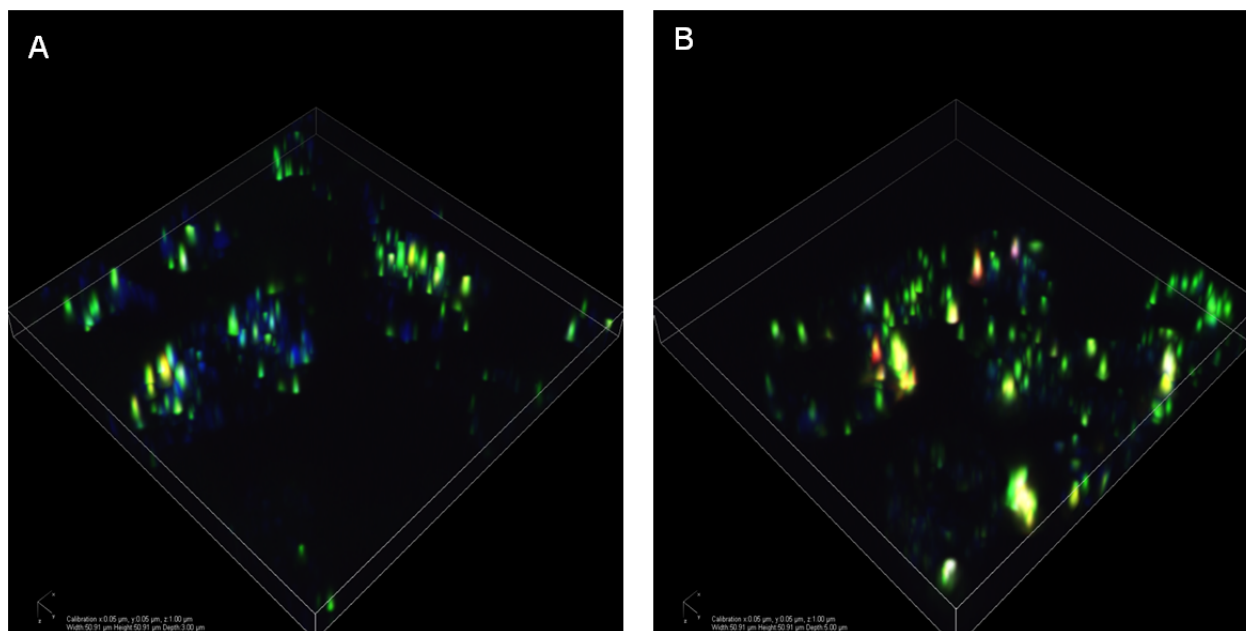 A
B
Calibration x:0.05 µm, y:0.05 µm, z:1.00 µm
Width:50.91 µm Height:50.91 µm Depth:3.00 µm
Calibration x:0.05 µm, y:0.05 µm, z:1.00 µm
Width:50.91 µm Height:50.91 µm Depth:5.00 µm